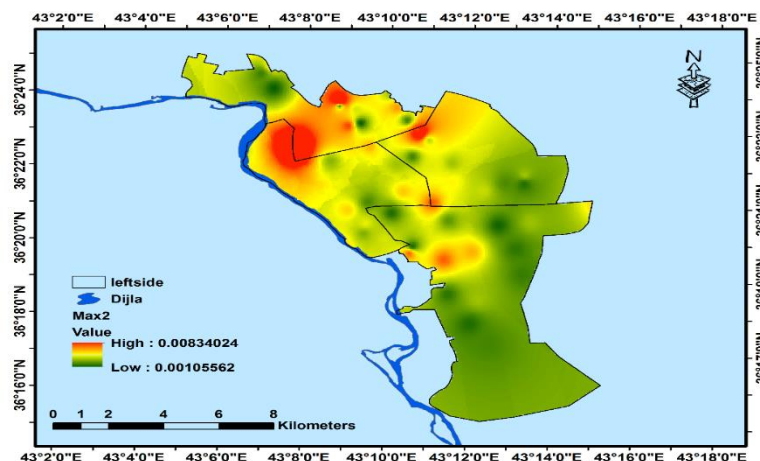 43°2'0"E 43°4'0"E 43°6'0"E 43°8'0"E 43°10'0"E 43°12'0"E 43°14'0"E 43°16'0"E 43°18'0"E
N
36°24'0"N
36°22'0"N
36°20'0"N
36°18'0"N
36°16'0"N
leftside
Dijla
Max2
Value
High : 0.00834024
Low : 0.00105562
0 1 2 4 6 8
Kilometers
43°2'0"E 43°4'0"E 43°6'0"E 43°8'0"E 43°10'0"E 43°12'0"E 43°14'0"E 43°16'0"E 43°18'0"E